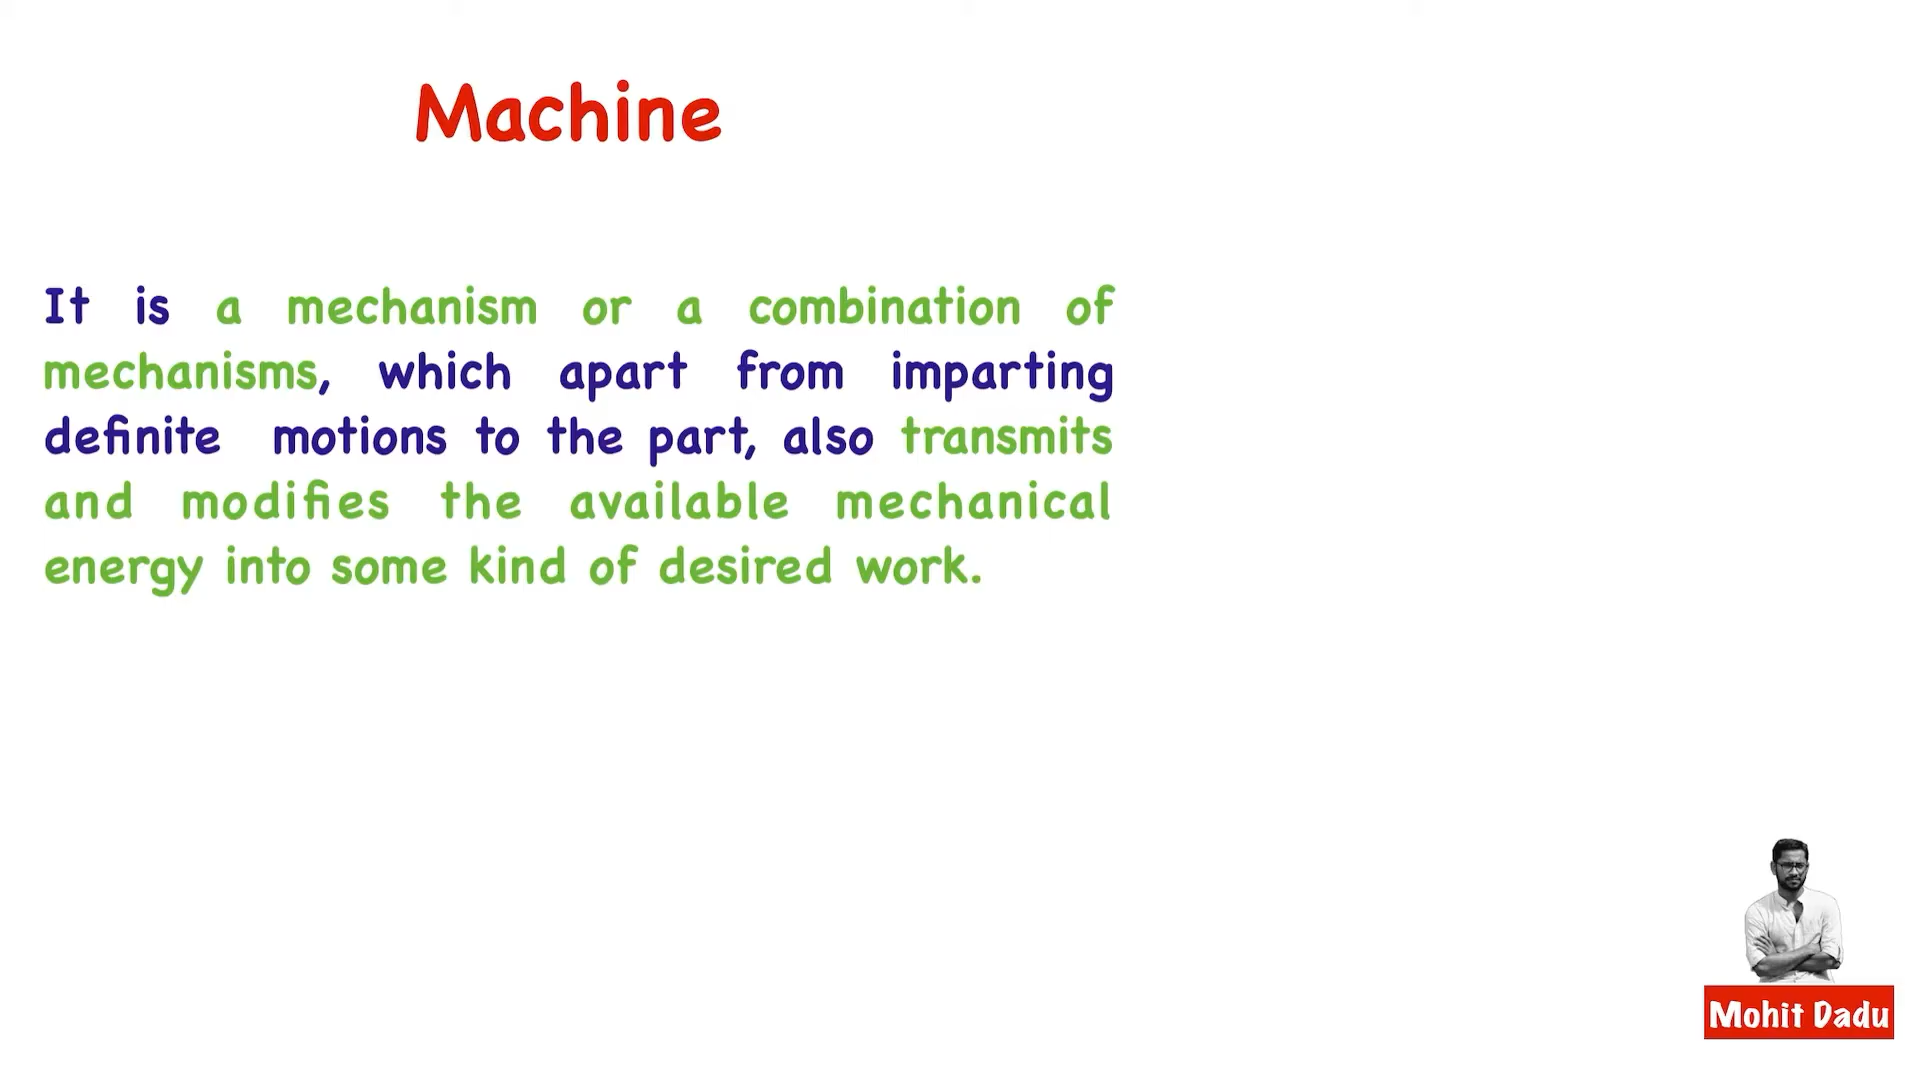 Machine
It is a mechanism or a combination of
mechanisms, which apart from imparting
definite motions to the part, also transmits
and modifies the available mechanical
energy into some kind of desired work.
Mohit Dadu